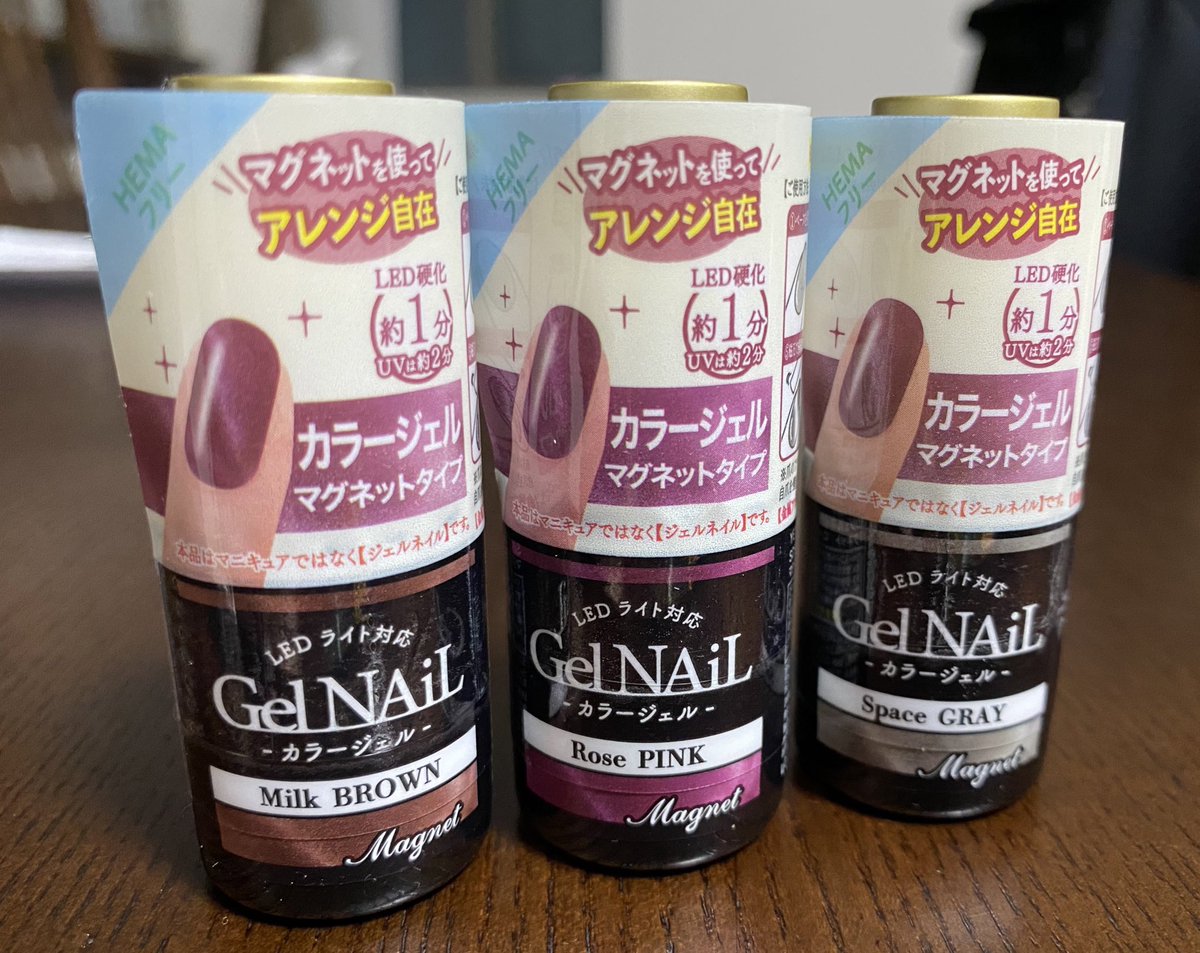 HEMA
フリー
マグネットを使って
アレンジ自在
LED硬化
約1分
UVは約2分
カラージェル
マグネットタイプ
本品はマニキュアではなく【ジェルネイル】です。
LED ライト対応
Gel NAiL
- カラージェル -
Milk BROWN
Magnet
HEMA
フリー
マグネットを使って
アレンジ自在
LED硬化
約1分
UVは約2分
カラージェル
マグネットタイプ
本品はマニキュアではなく【ジェルネイル】です。
LED ライト対応
Gel NAiL
- カラージェル -
Rose PINK
Magnet
HEMA
フリー
マグネットを使って
アレンジ自在
LED硬化
約1分
UVは約2分
カラージェル
マグネットタイプ
本品はマニキュアではなく【ジェルネイル】です。
LED ライト対応
Gel NAiL
- カラージェル -
Space GRAY
Magnet